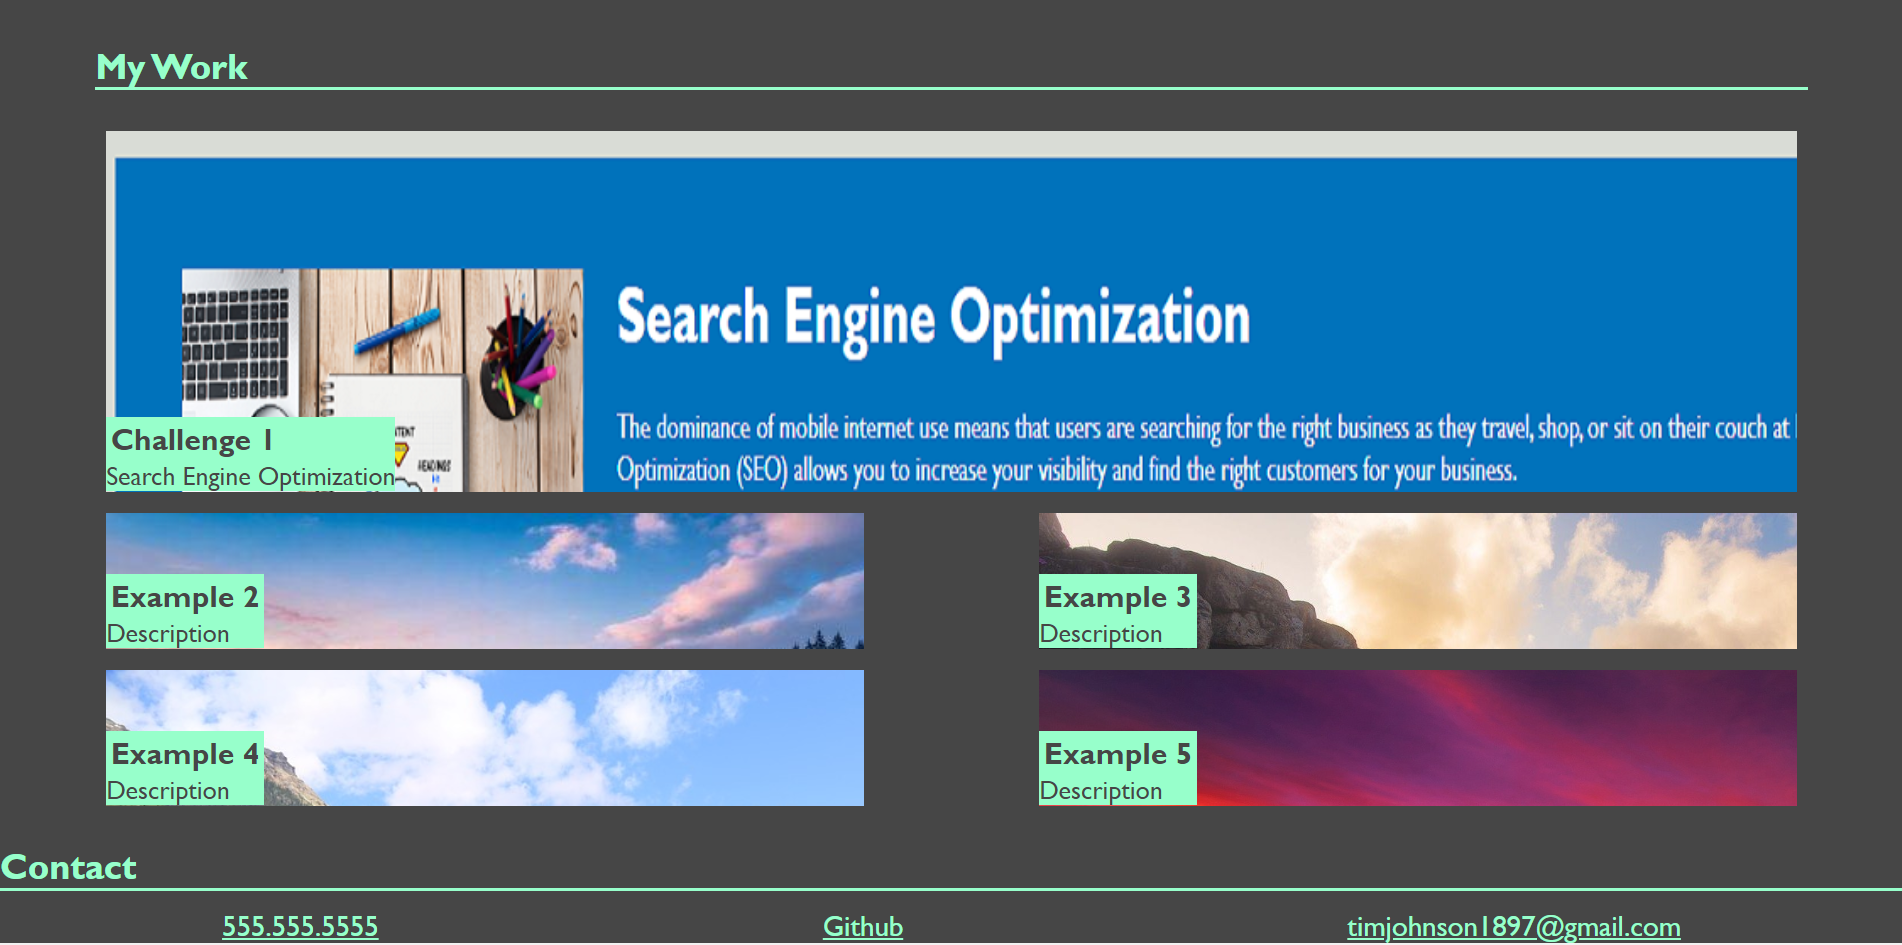 My Work
Search Engine Optimization
The dominance of mobile internet use means that users are searching for the right business as they travel, shop, or sit on their couch at
Optimization (SEO) allows you to increase your visibility and find the right customers for your business.
TENT
READINGS
Challenge 1
Search Engine Optimization
Example 2
Description
Example 3
Description
Example 4
Description
Example 5
Description
Contact
555.555.5555
Github
timjohnson1897@gmail.com